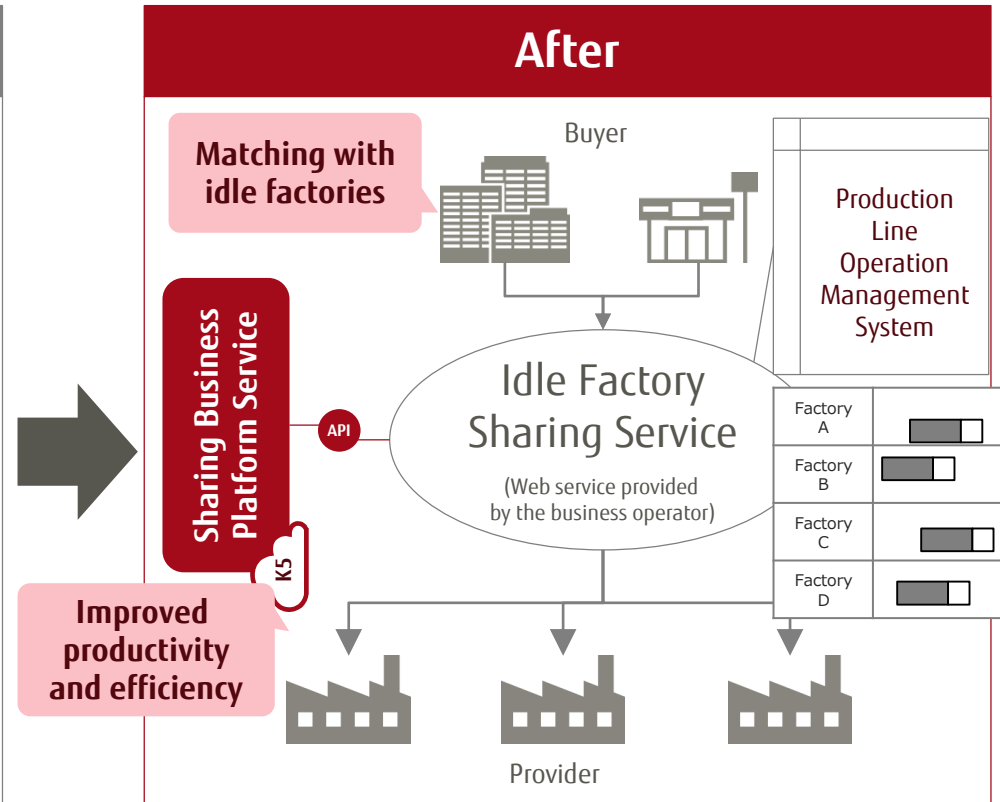 After
Matching with
idle factories
Buyer
Production
Line
Operation
Management
System
Sharing Business
Platform Service
API
K5
Idle Factory
Sharing Service
(Web service provided
by the business operator)
Factory
A
Factory
B
Factory
C
Factory
D
Improved
productivity
and efficiency
Provider